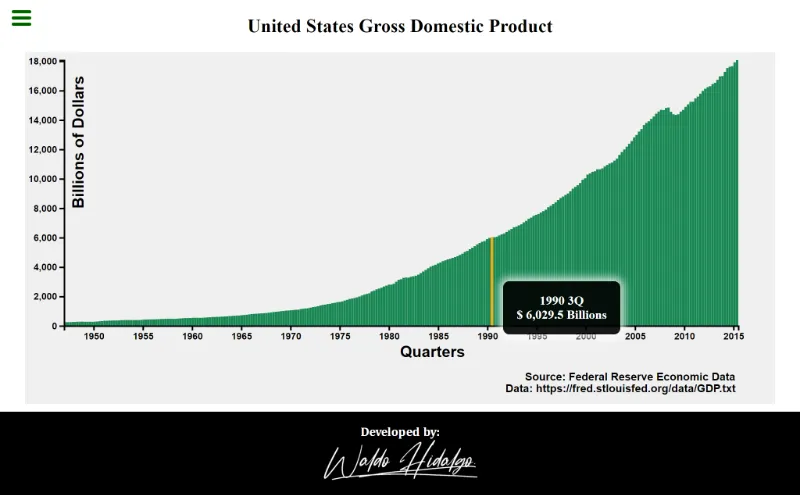 United States Gross Domestic Product
Billions of Dollars
18,000
16,000
14,000
12,000
10,000
8,000
6,000
4,000
2,000
0
1950 1955 1960 1965 1970 1975 1980 1985 1990 1995 2000 2005 2010 2015
1990 3Q
$ 6,029.5 Billions
Quarters
Source: Federal Reserve Economic Data
Data: https://fred.stlouisfed.org/data/GDP.txt
Developed by:
Waldo Hidalgo